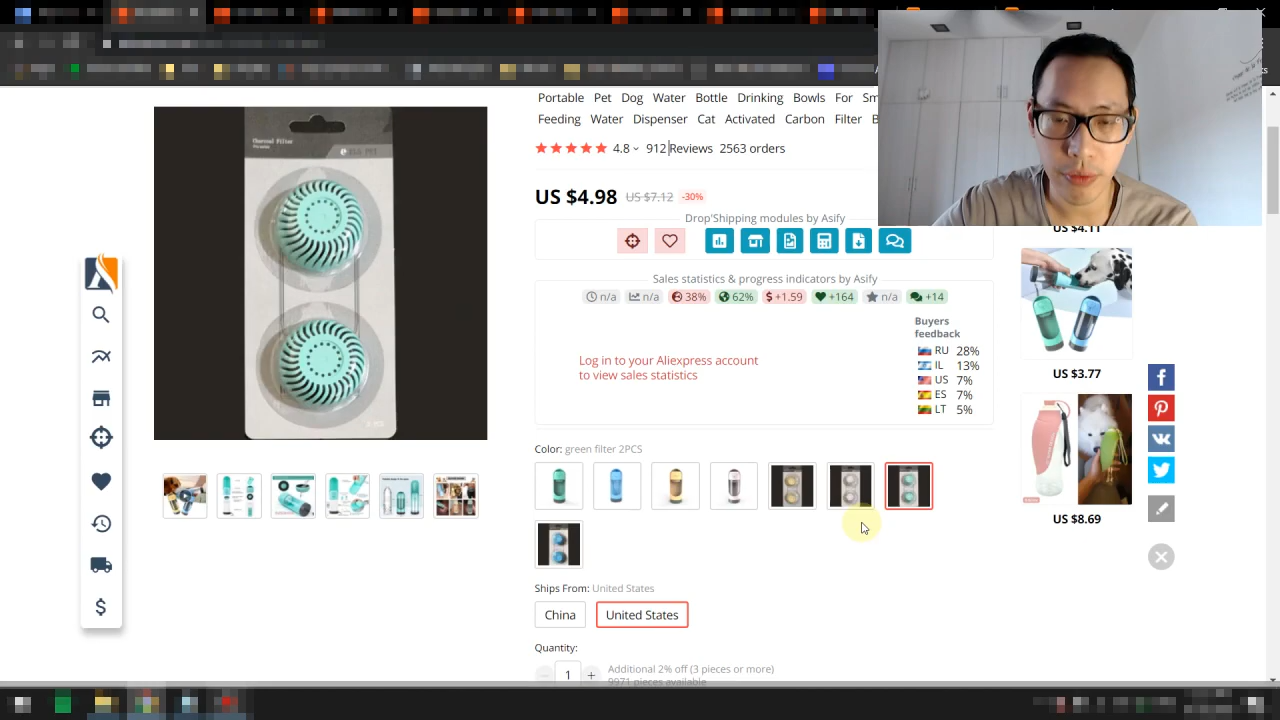 Portable Pet Dog Water Bottle Drinking Bowls For Sm
Feeding Water Dispenser Cat Activated Carbon Filter B
4.8 912 Reviews 2563 orders
US $4.98 US $7.12 -30%
Drop'Shipping modules by Asify
Sales statistics & progress indicators by Asify
n/a n/a 38% 62% $ +1.59 +164 n/a +14
Buyers
feedback
RU 28%
IL 13%
US 7%
ES 7%
LT 5%
Log in to your Aliexpress account
to view sales statistics
Color: green filter 2PCS
Ships From: United States
China United States
Quantity:
1 + Additional 2% off (3 pieces or more)
9971 pieces available
Thermal Filter
US $4.11
US $3.77
US $8.69